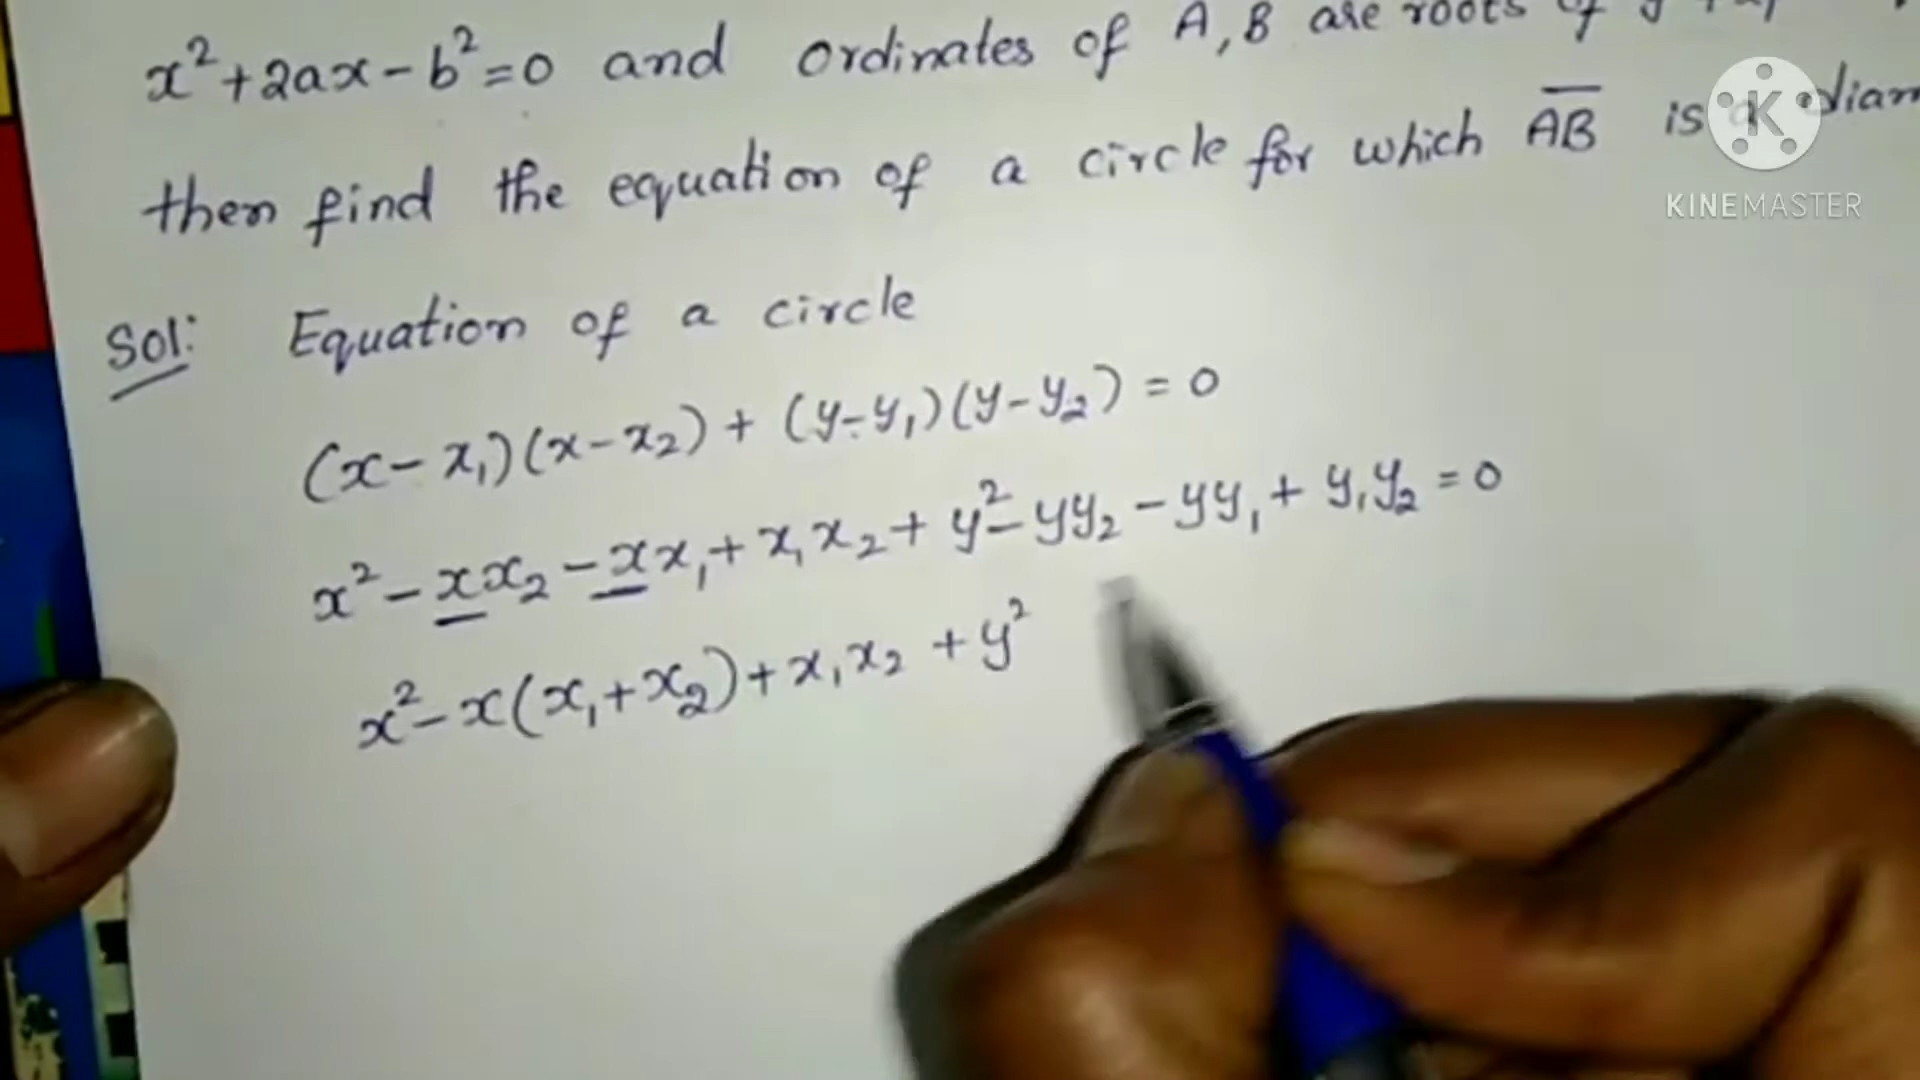 x²+2ax-b²=0 and ordinates of A,B are roots of
then find the equation of a circle for which A̅B̅ is a diam
KINEMASTER
Sol: Equation of a circle
(x-x₁)(x-x₂)+(y-y₁)(y-y₂)=0
x²-xx₂-xx₁+x₁x₂+y²-yy₂-yy₁+y₁y₂=0
x²-x(x₁+x₂)+x₁x₂+y²